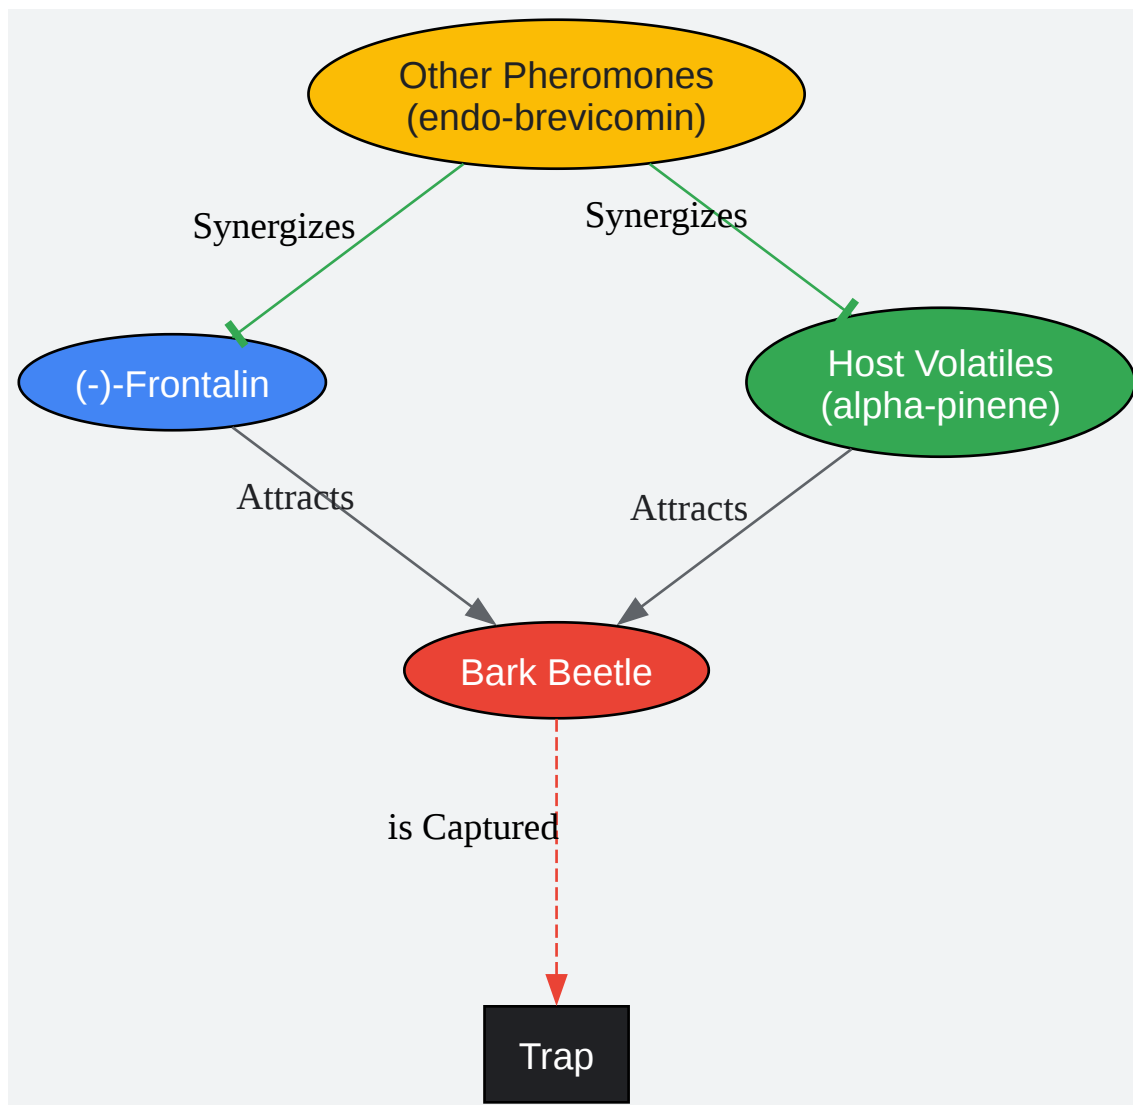 Other Pheromones
(endo-brevicomin)
Synergizes
Synergizes
(-)-Frontalin
Host Volatiles
(alpha-pinene)
Attracts
Attracts
Bark Beetle
is Captured
Trap